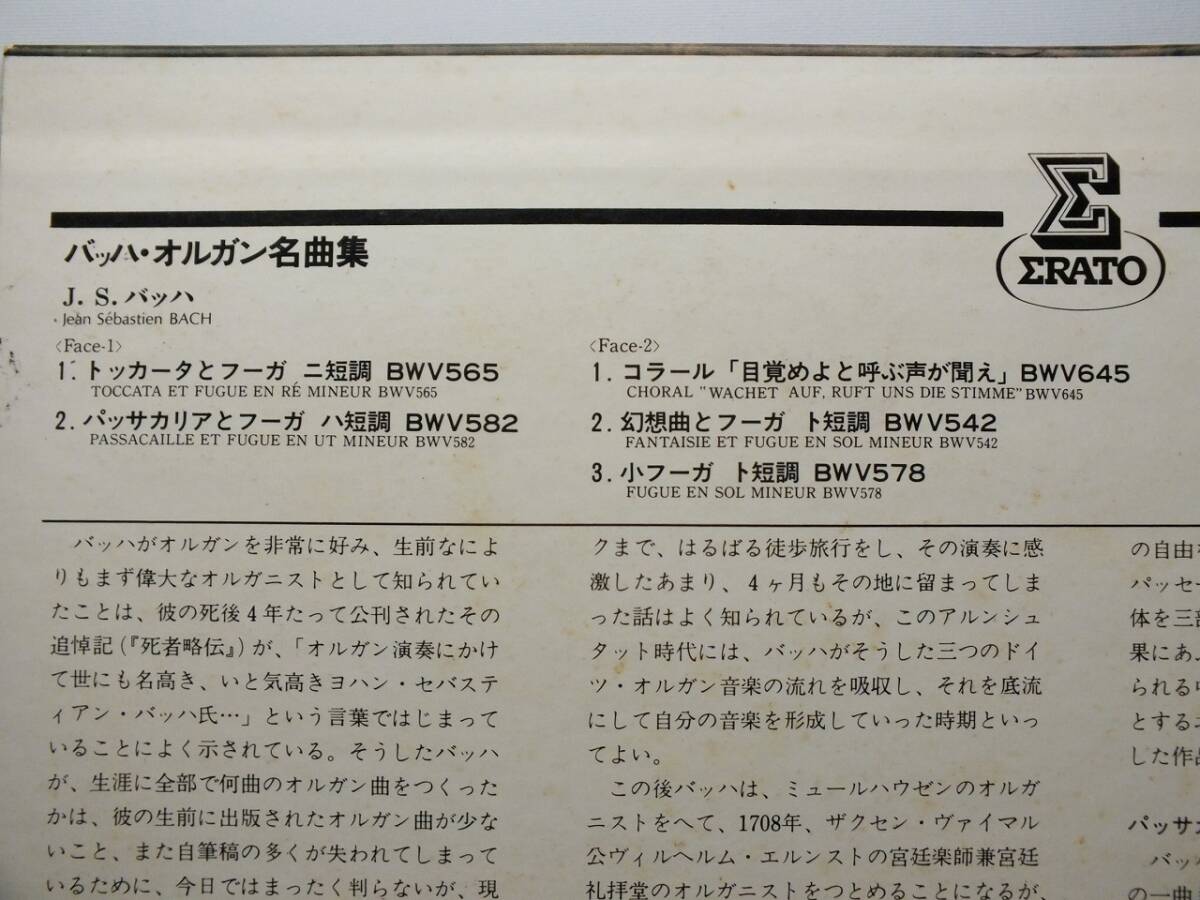 Σ
ΣRATO
バッハ・オルガン名曲集
J. S. バッハ
Jean Sébastien BACH
〈Face-1〉
1. トッカータとフーガ ニ短調 BWV565
TOCCATA ET FUGUE EN RÉ MINEUR BWV565
2. パッサカリアとフーガ ハ短調 BWV582
PASSACAILLE ET FUGUE EN UT MINEUR BWV582
〈Face-2〉
1. コラール「目覚めよと呼ぶ声が聞え」BWV645
CHORAL "WACHET AUF, RUFT UNS DIE STIMME" BWV645
2. 幻想曲とフーガ ト短調 BWV542
FANTAISIE ET FUGUE EN SOL MINEUR BWV542
3. 小フーガ ト短調 BWV578
FUGUE EN SOL MINEUR BWV578
バッハがオルガンを非常に好み、生前なによ
りもまず偉大なオルガニストとして知られてい
たことは、彼の死後4年たって公刊されたその
追悼記(『死者略伝』)が、「オルガン演奏にかけ
て世にも名高き、いと気高きヨハン・セバステ
ィアン・バッハ氏…」という言葉ではじまって
いることによく示されている。そうしたバッハ
が、生涯に全部で何曲のオルガン曲をつくった
かは、彼の生前に出版されたオルガン曲が少な
いこと、また自筆稿の多くが失われてしまって
いるために、今日ではまったく判らないが、現
クまで、はるばる徒歩旅行をし、その演奏に感
激したあまり、4ヶ月もその地に留まってしま
った話はよく知られているが、このアルンシュ
タット時代には、バッハがそうした三つのドイ
ツ・オルガン音楽の流れを吸収し、それを底流
にして自分の音楽を形成していった時期といっ
てよい。
この後バッハは、ミュールハウゼンのオルガ
ニストをへて、1708年、ザクセン・ヴァイマル
公ヴィルヘルム・エルンストの宮廷楽師兼宮廷
礼拝堂のオルガニストをつとめることになるが、
の自由
パッセー
体を三部
果にあ
られる
とする
した作品
パッサカ
バッハ
の一曲